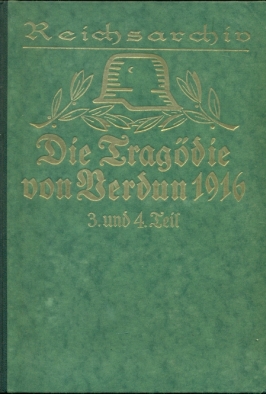 Reichsarchiv
Die Tragödie
von Verdun 1916
3. und 4. Teil